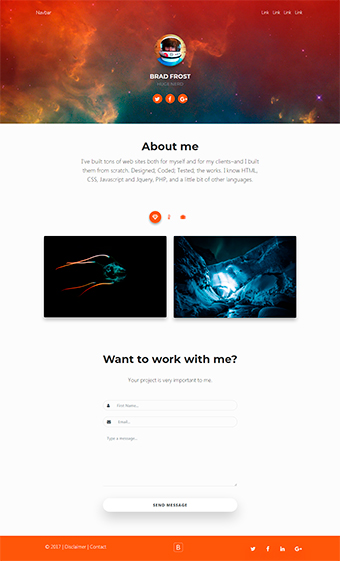 Navbar Link Link Link Link
BRAD FROST
About me
I've built tons of web sites both for myself and for my clients-and I built
them from scratch. Designed, Coded, Tested, the works. I know HTML,
CSS, Javascript and Jquery, PHP, and a little bit of other languages.
Want to work with me?
Your project is very important to me.
First Name...
Email...
Type a message...
SEND MESSAGE
© 2017 | Disclaimer | Contact
B